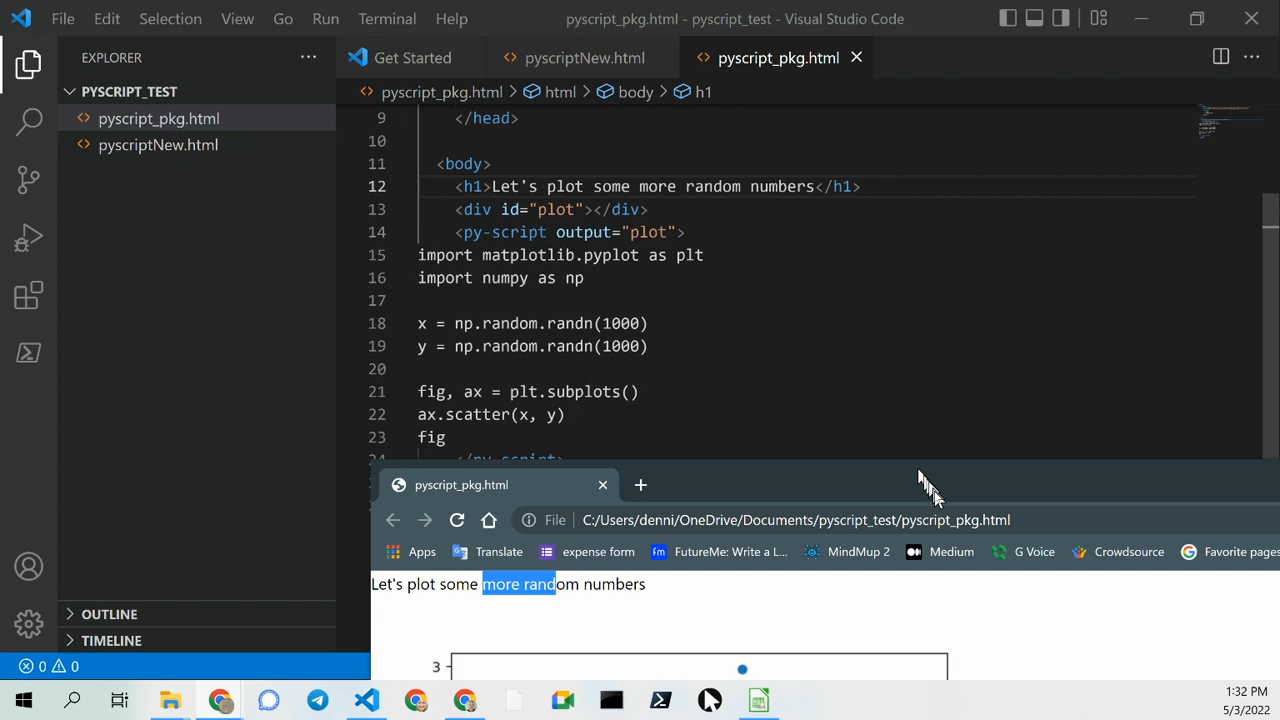 File Edit Selection View Go Run Terminal Help pyscript_pkg.html - pyscript_test - Visual Studio Code
EXPLORER
PYSCRIPT_TEST
pyscript_pkg.html
pyscriptNew.html
OUTLINE
TIMELINE
0 0
Get Started pyscriptNew.html pyscript_pkg.html
pyscript_pkg.html > html > body > h1
9 </head>
10
11 <body>
12 <h1>Let's plot some more random numbers</h1>
13 <div id="plot"></div>
14 <py-script output="plot">
15 import matplotlib.pyplot as plt
16 import numpy as np
17
18 x = np.random.randn(1000)
19 y = np.random.randn(1000)
20
21 fig, ax = plt.subplots()
22 ax.scatter(x, y)
23 fig
24 </py-script>
pyscript_pkg.html
File C:/Users/denni/OneDrive/Documents/pyscript_test/pyscript_pkg.html
Apps Translate expense form FutureMe: Write a L... MindMup 2 Medium G Voice Crowdsource Favorite pages
Let's plot some more random numbers
3
1:32 PM
5/3/2022